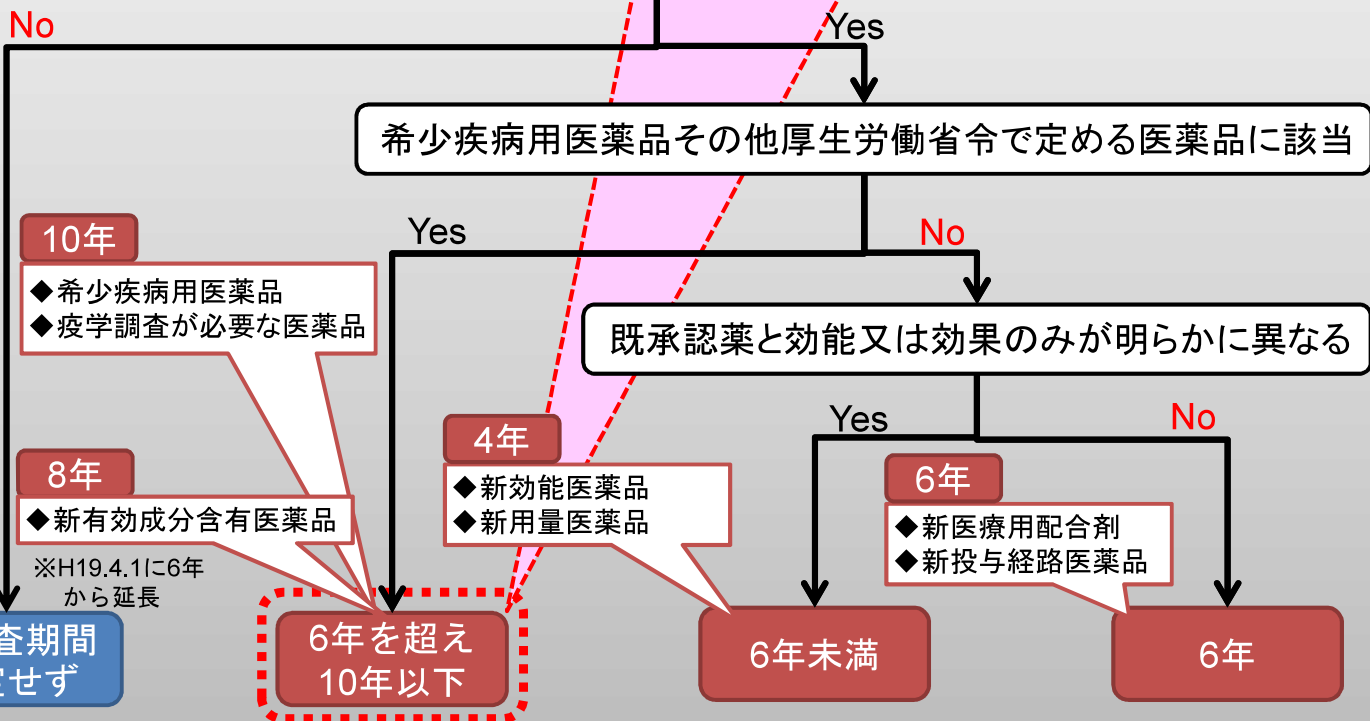 No
Yes
希少疾病用医薬品その他厚生労働省令で定める医薬品に該当
10年
◆希少疾病用医薬品
◆疫学調査が必要な医薬品
Yes
No
既承認薬と効能又は効果のみが明らかに異なる
8年
◆新有効成分含有医薬品
※H19.4.1に6年
から延長
4年
◆新効能医薬品
◆新用量医薬品
Yes
No
6年
◆新医療用配合剤
◆新投与経路医薬品
査期間
定せず
6年を超え
10年以下
6年未満
6年